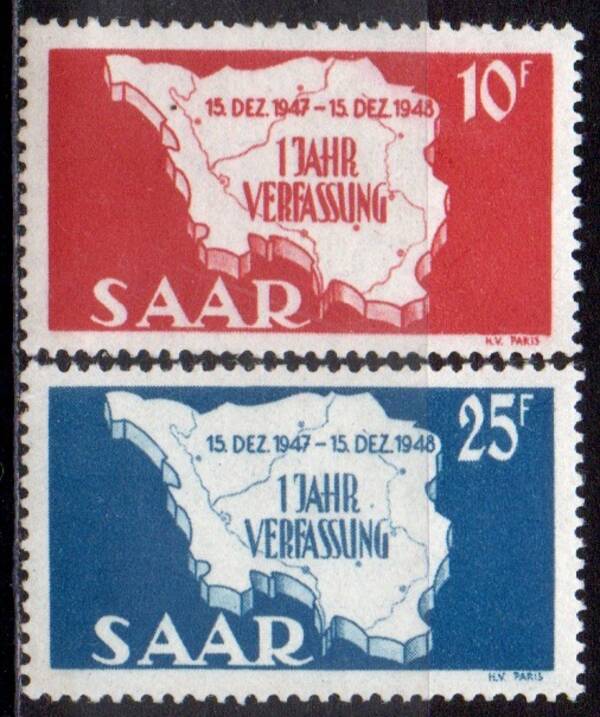 10F
15. DEZ. 1947 – 15. DEZ. 1948
1 JAHR
VERFASSUNG
SAAR
H.V. PARIS
25F
15. DEZ. 1947 – 15. DEZ. 1948
1 JAHR
VERFASSUNG
SAAR
H.V. PARIS